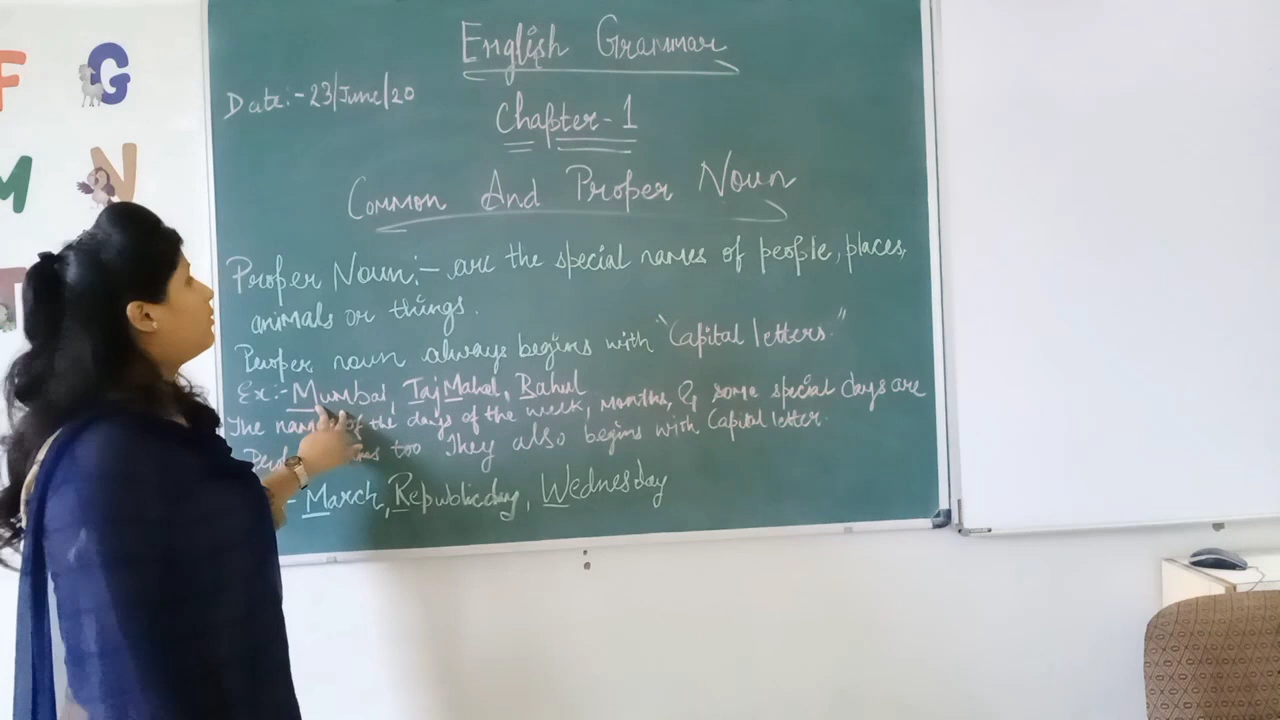 F G
M N
English Grammar
Date:- 23/June/20
Chapter-1
Common And Proper Noun
Proper Noun:- are the special names of people, places,
animals or things.
Proper noun always begins with "Capital letters."
Ex:- Mumbai, Taj Mahal, Rahul
The names of the days of the week, months, & some special days are
too They also begins with Capital letter.
- March, Republicday, Wednesday